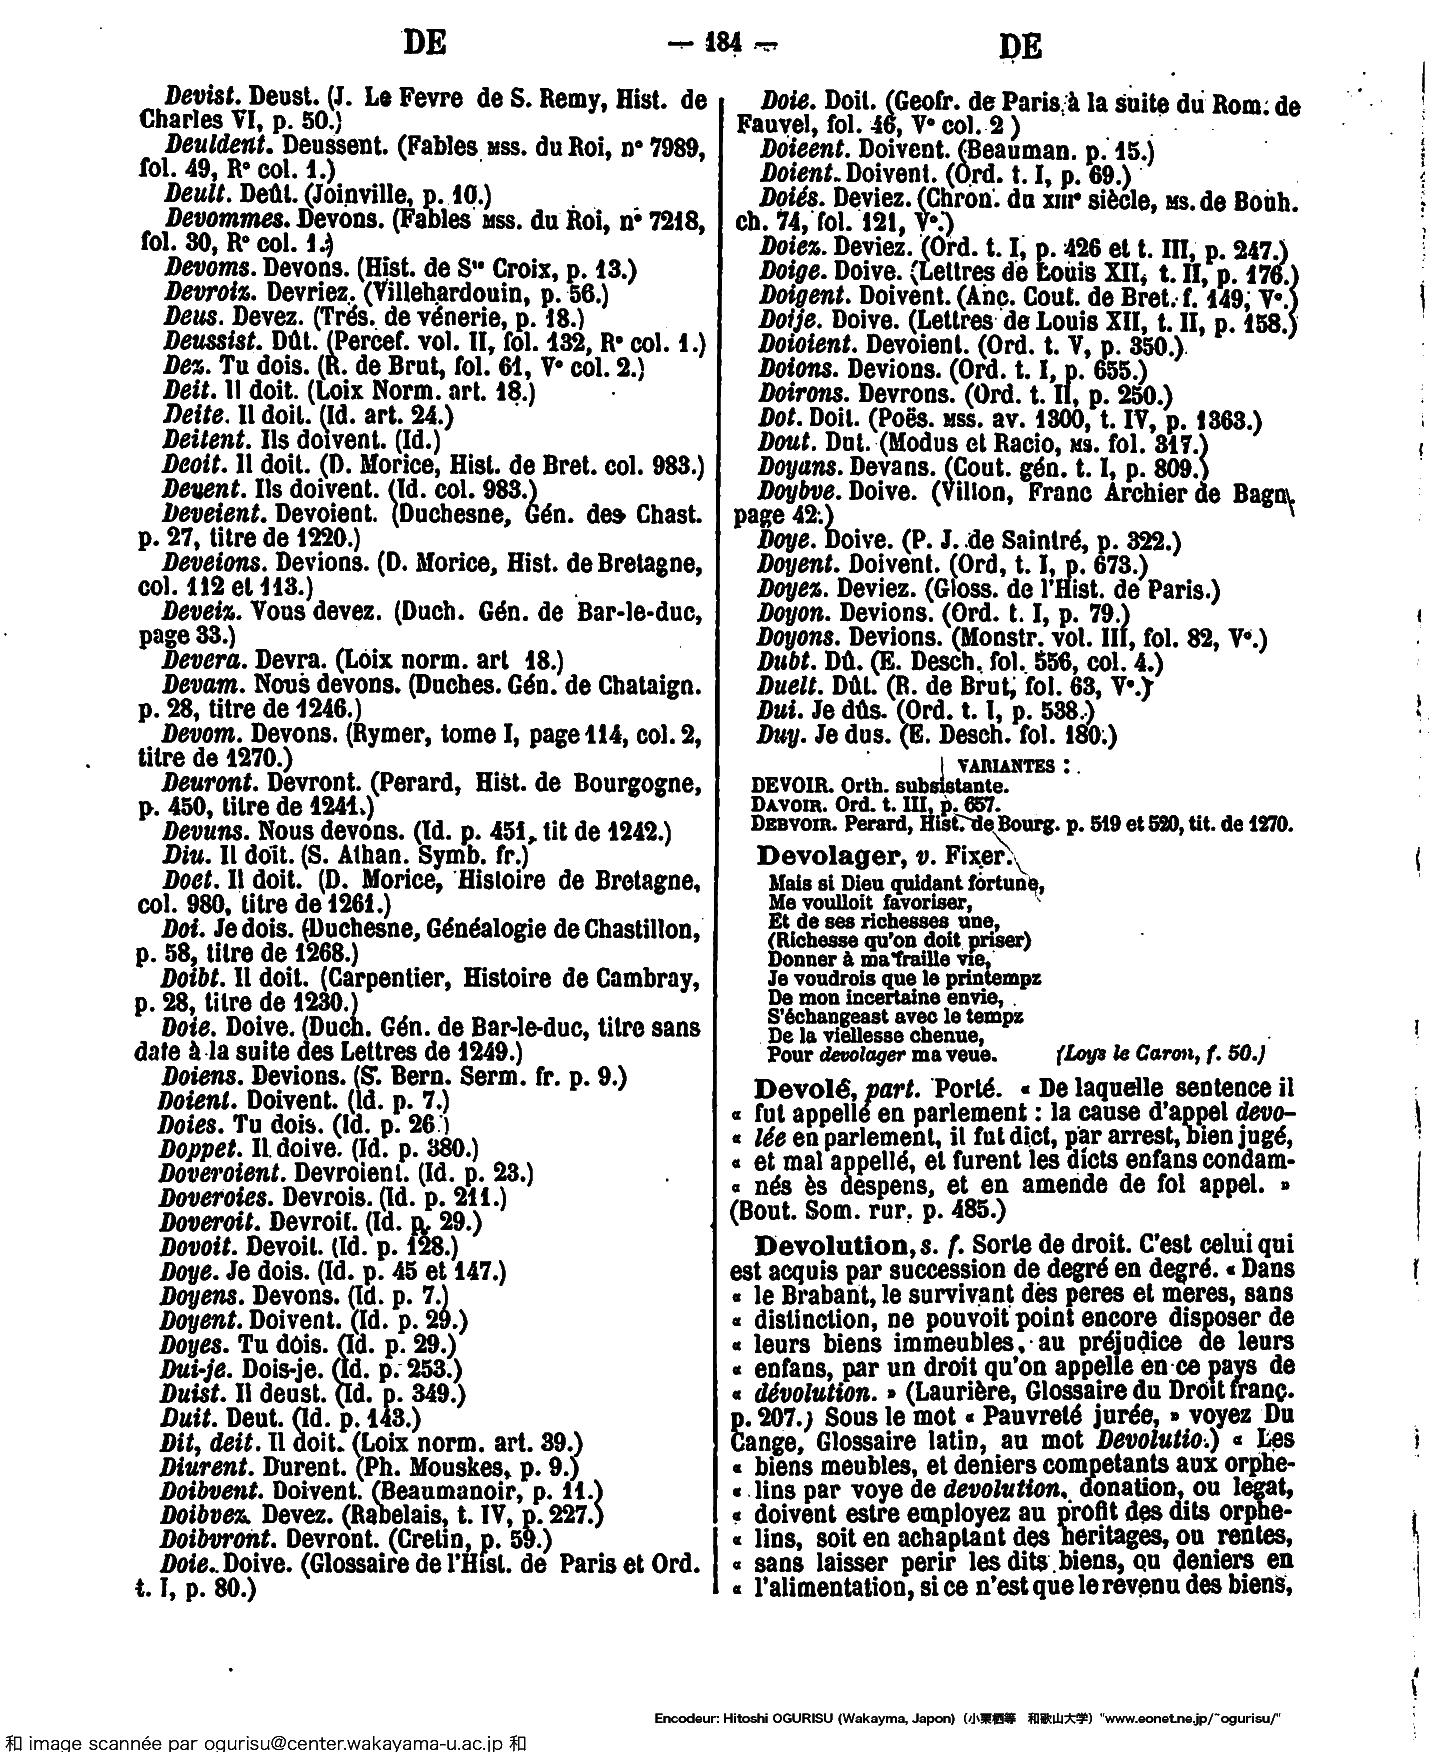 DE — 184 — DE
Devist. Deust. (J. Le Fevre de S. Remy, Hist. de
Charles VI, p. 50.)
Deuldent. Deussent. (Fables mss. du Roi, n° 7989,
fol. 49, R° col. 1.)
Deult. Deût. (Joinville, p. 10.)
Devommes. Devons. (Fables mss. du Roi, n° 7218,
fol. 30, R° col. 1.)
Devoms. Devons. (Hist. de Ste Croix, p. 13.)
Devroiz. Devriez. (Villehardouin, p. 56.)
Deus. Devez. (Trés. de vénerie, p. 18.)
Deussist. Dût. (Percef. vol. II, fol. 132, R° col. 1.)
Dez. Tu dois. (R. de Brut, fol. 61, V° col. 2.)
Deit. Il doit. (Loix Norm. art. 18.)
Deite. Il doit. (Id. art. 24.)
Deitent. Ils doivent. (Id.)
Deoit. Il doit. (D. Morice, Hist. de Bret. col. 983.)
Devent. Ils doivent. (Id. col. 983.)
Deveient. Devoient. (Duchesne, Gén. des Chast.
p. 27, titre de 1220.)
Deveions. Devions. (D. Morice, Hist. de Bretagne,
col. 112 et 113.)
Deveiz. Vous devez. (Duch. Gén. de Bar-le-duc,
page 33.)
Devera. Devra. (Loix norm. art 18.)
Devam. Nous devons. (Duches. Gén. de Chataign.
p. 28, titre de 1246.)
Devom. Devons. (Rymer, tome I, page 114, col. 2,
titre de 1270.)
Deuront. Devront. (Perard, Hist. de Bourgogne,
p. 450, titre de 1241.)
Devuns. Nous devons. (Id. p. 451, tit de 1242.)
Diu. Il doit. (S. Athan. Symb. fr.)
Doet. Il doit. (D. Morice, Histoire de Bretagne,
col. 980, titre de 1261.)
Doi. Je dois. (Duchesne, Généalogie de Chastillon,
p. 58, titre de 1268.)
Doibt. Il doit. (Carpentier, Histoire de Cambray,
p. 28, titre de 1230.)
Doie. Doive. (Duch. Gén. de Bar-le-duc, titre sans
date à la suite des Lettres de 1249.)
Doiens. Devions. (S. Bern. Serm. fr. p. 9.)
Doient. Doivent. (Id. p. 7.)
Doies. Tu dois. (Id. p. 26.)
Doppet. Il doive. (Id. p. 380.)
Doveroient. Devroient. (Id. p. 23.)
Doveroies. Devrois. (Id. p. 211.)
Doveroit. Devroit. (Id. p. 29.)
Dovoit. Devoit. (Id. p. 128.)
Doye. Je dois. (Id. p. 45 et 147.)
Doyens. Devons. (Id. p. 7.)
Doyent. Doivent. (Id. p. 29.)
Doyes. Tu dois. (Id. p. 29.)
Dui-je. Dois-je. (Id. p. 253.)
Duist. Il deust. (Id. p. 349.)
Duit. Deut. (Id. p. 143.)
Dit, deit. Il doit. (Loix norm. art. 39.)
Diurent. Durent. (Ph. Mouskes, p. 9.)
Doibvent. Doivent. (Beaumanoir, p. 11.)
Doibvez. Devez. (Rabelais, t. IV, p. 227.)
Doibvront. Devront. (Cretin, p. 59.)
Doie. Doive. (Glossaire de l'Hist. de Paris et Ord.
t. I, p. 80.)
Doie. Doit. (Geofr. de Paris à la suite du Rom. de
Fauvel, fol. 46, V° col. 2 )
Doieent. Doivent. (Beauman. p. 15.)
Doient. Doivent. (Ord. t. I, p. 69.)
Doiés. Deviez. (Chron. du xiiie siècle, ms. de Bouh.
ch. 74, fol. 121, V°.)
Doiez. Deviez. (Ord. t. I, p. 426 et t. III, p. 247.)
Doige. Doive. (Lettres de Louis XII, t. II, p. 176.)
Doigent. Doivent. (Anc. Cout. de Bret. f. 149, V°.)
Doije. Doive. (Lettres de Louis XII, t. II, p. 158.)
Doioient. Devoient. (Ord. t. V, p. 350.)
Doions. Devions. (Ord. t. I, p. 655.)
Doirons. Devrons. (Ord. t. II, p. 250.)
Dot. Doit. (Poës. mss. av. 1300, t. IV, p. 1363.)
Dout. Dut. (Modus et Racio, ms. fol. 317.)
Doyans. Devans. (Cout. gén. t. I, p. 809.)
Doybve. Doive. (Villon, Franc Archier de Bagn.
page 42.)
Doye. Doive. (P. J. de Saintré, p. 322.)
Doyent. Doivent. (Ord, t. I, p. 673.)
Doyez. Deviez. (Gloss. de l'Hist. de Paris.)
Doyon. Devions. (Ord. t. I, p. 79.)
Doyons. Devions. (Monstr. vol. III, fol. 82, V°.)
Dubt. Dû. (E. Desch. fol. 556, col. 4.)
Duelt. Dût. (R. de Brut, fol. 63, V°.)
Dui. Je dûs. (Ord. t. I, p. 538.)
Duy. Je dus. (E. Desch. fol. 180.)
VARIANTES :
DEVOIR. Orth. subsistante.
DAVOIR. Ord. t. III, p. 657.
DEBVOIR. Perard, Hist. de Bourg. p. 519 et 520, tit. de 1270.
Devolager, v. Fixer.
Mais si Dieu quidant fortune,
Me voulloit favoriser,
Et de ses richesses une,
(Richesse qu'on doit priser)
Donner à ma fraille vie,
Je voudrois que le printempz
De mon incertaine envie,
S'échangeast avec le tempz
De la viellesse chenue,
Pour devolager ma veue. (Loys le Caron, f. 50.)
Devolé, part. Porté. « De laquelle sentence il
« fut appellé en parlement : la cause d'appel devo-
« lée en parlement, il fut dict, par arrest, bien jugé,
« et mal appellé, et furent les dicts enfans condam-
« nés ès despens, et en amende de fol appel. »
(Bout. Som. rur. p. 485.)
Devolution, s. f. Sorte de droit. C'est celui qui
est acquis par succession de degré en degré. « Dans
« le Brabant, le survivant des peres et meres, sans
« distinction, ne pouvoit point encore disposer de
« leurs biens immeubles, au préjudice de leurs
« enfans, par un droit qu'on appelle en ce pays de
« dévolution. » (Laurière, Glossaire du Droit franç.
p. 207.) Sous le mot « Pauvreté jurée, » voyez Du
Cange, Glossaire latin, au mot Devolutio.) « Les
« biens meubles, et deniers competants aux orphe-
« lins par voye de devolution, donation, ou legat,
« doivent estre employez au profit des dits orphe-
« lins, soit en achaptant des heritages, ou rentes,
« sans laisser perir les dits biens, ou deniers en
« l'alimentation, si ce n'est que le revenu des biens,
Encodeur: Hitoshi OGURISU (Wakayma, Japon) (小栗栖等 和歌山大学) "www.eonet.ne.jp/~ogurisu/"
和 image scannée par ogurisu@center.wakayama-u.ac.jp 和